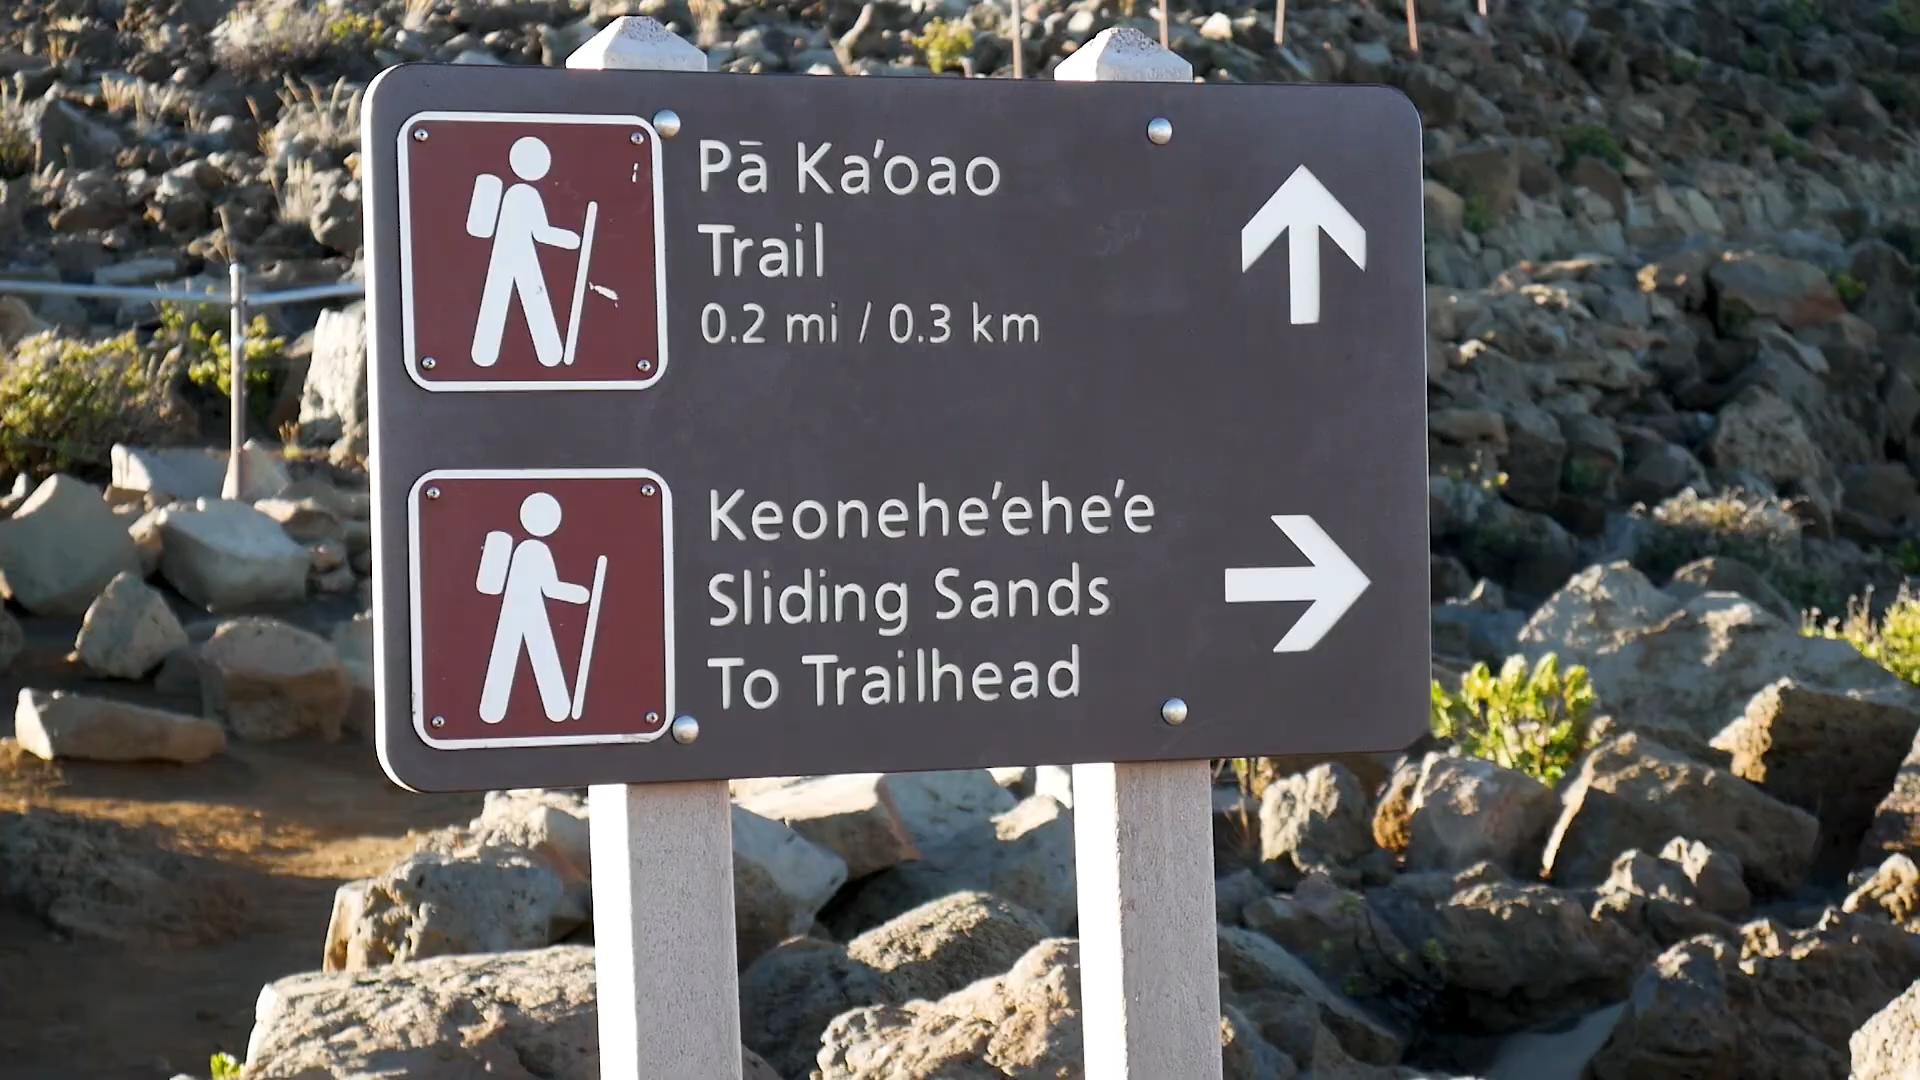 Pā Ka'oao
Trail
0.2 mi / 0.3 km
Keonehe'ehe'e
Sliding Sands
To Trailhead